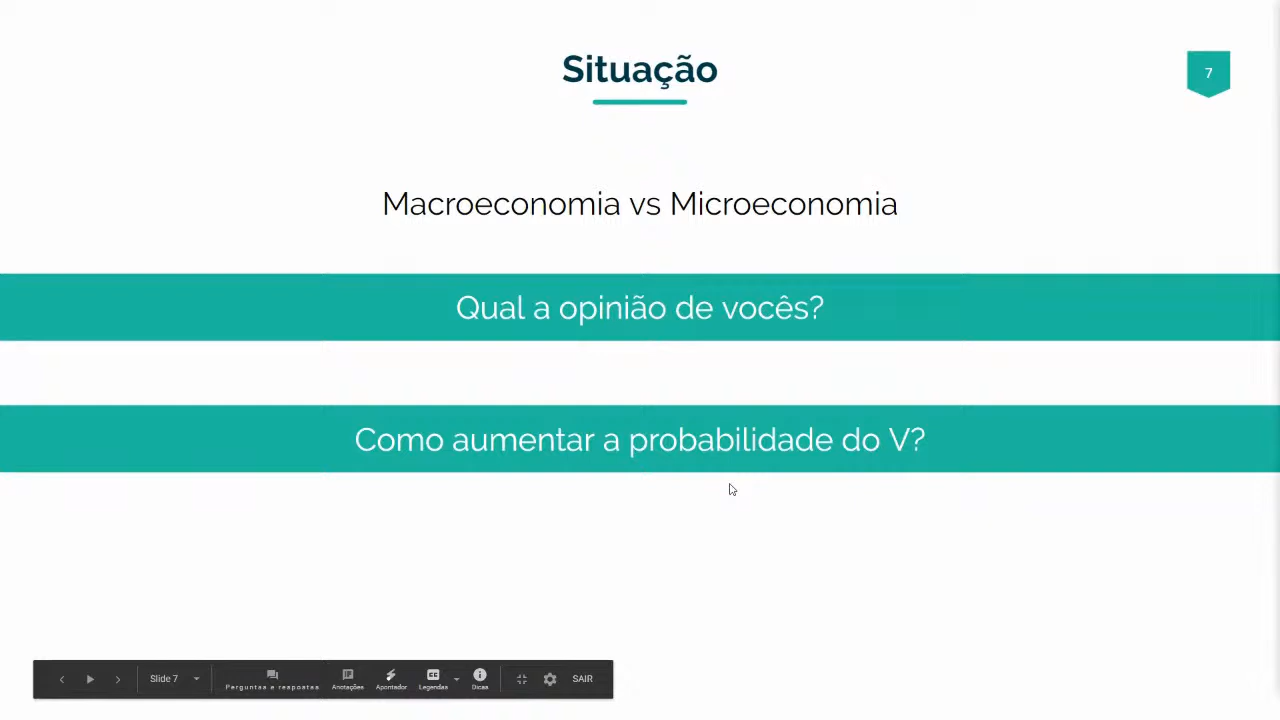 Situação
7
Macroeconomia vs Microeconomia
Qual a opinião de vocês?
Como aumentar a probabilidade do V?
Slide 7
Perguntas e respostas
Anotações
Apontador
Legendas
Dicas
SAIR